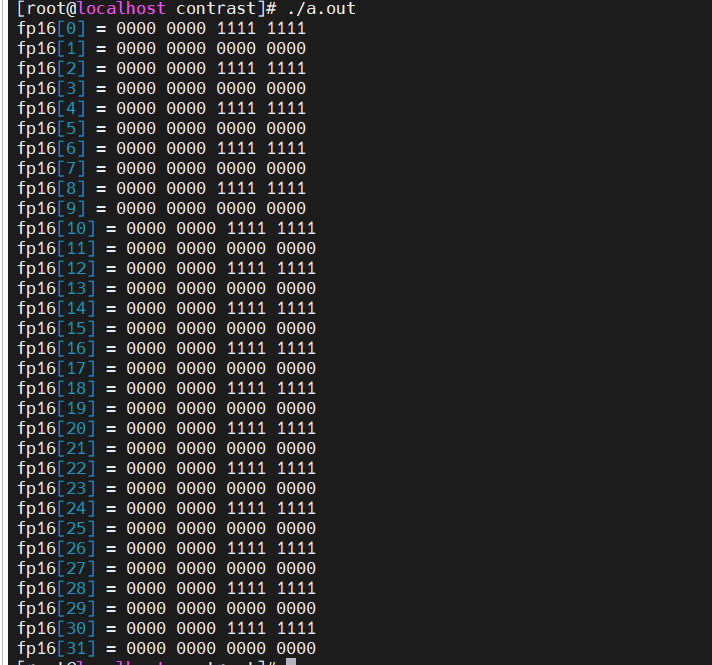 [root@localhost contrast]# ./a.out
fp16[0] = 0000 0000 1111 1111
fp16[1] = 0000 0000 0000 0000
fp16[2] = 0000 0000 1111 1111
fp16[3] = 0000 0000 0000 0000
fp16[4] = 0000 0000 1111 1111
fp16[5] = 0000 0000 0000 0000
fp16[6] = 0000 0000 1111 1111
fp16[7] = 0000 0000 0000 0000
fp16[8] = 0000 0000 1111 1111
fp16[9] = 0000 0000 0000 0000
fp16[10] = 0000 0000 1111 1111
fp16[11] = 0000 0000 0000 0000
fp16[12] = 0000 0000 1111 1111
fp16[13] = 0000 0000 0000 0000
fp16[14] = 0000 0000 1111 1111
fp16[15] = 0000 0000 0000 0000
fp16[16] = 0000 0000 1111 1111
fp16[17] = 0000 0000 0000 0000
fp16[18] = 0000 0000 1111 1111
fp16[19] = 0000 0000 0000 0000
fp16[20] = 0000 0000 1111 1111
fp16[21] = 0000 0000 0000 0000
fp16[22] = 0000 0000 1111 1111
fp16[23] = 0000 0000 0000 0000
fp16[24] = 0000 0000 1111 1111
fp16[25] = 0000 0000 0000 0000
fp16[26] = 0000 0000 1111 1111
fp16[27] = 0000 0000 0000 0000
fp16[28] = 0000 0000 1111 1111
fp16[29] = 0000 0000 0000 0000
fp16[30] = 0000 0000 1111 1111
fp16[31] = 0000 0000 0000 0000